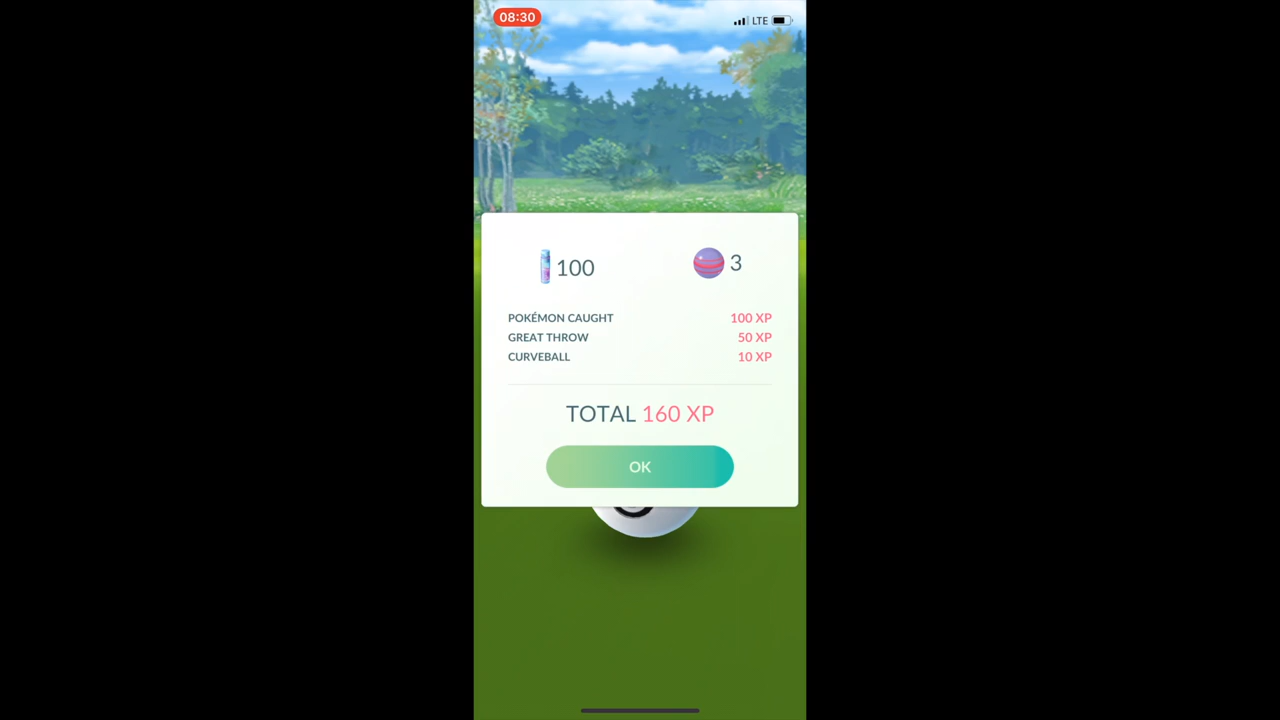 08:30 LTE
100 3
POKÉMON CAUGHT 100 XP
GREAT THROW 50 XP
CURVEBALL 10 XP
TOTAL 160 XP
OK